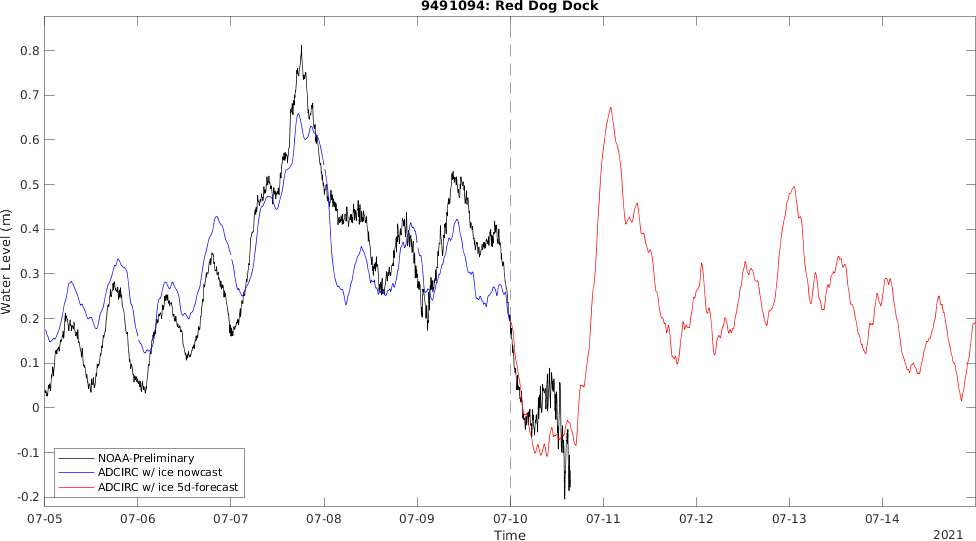 9491094: Red Dog Dock
Water Level (m)
0.8
0.7
0.6
0.5
0.4
0.3
0.2
0.1
0
-0.1
-0.2
NOAA-Preliminary
ADCIRC w/ ice nowcast
ADCIRC w/ ice 5d-forecast
07-05 07-06 07-07 07-08 07-09 07-10 07-11 07-12 07-13 07-14
Time
2021